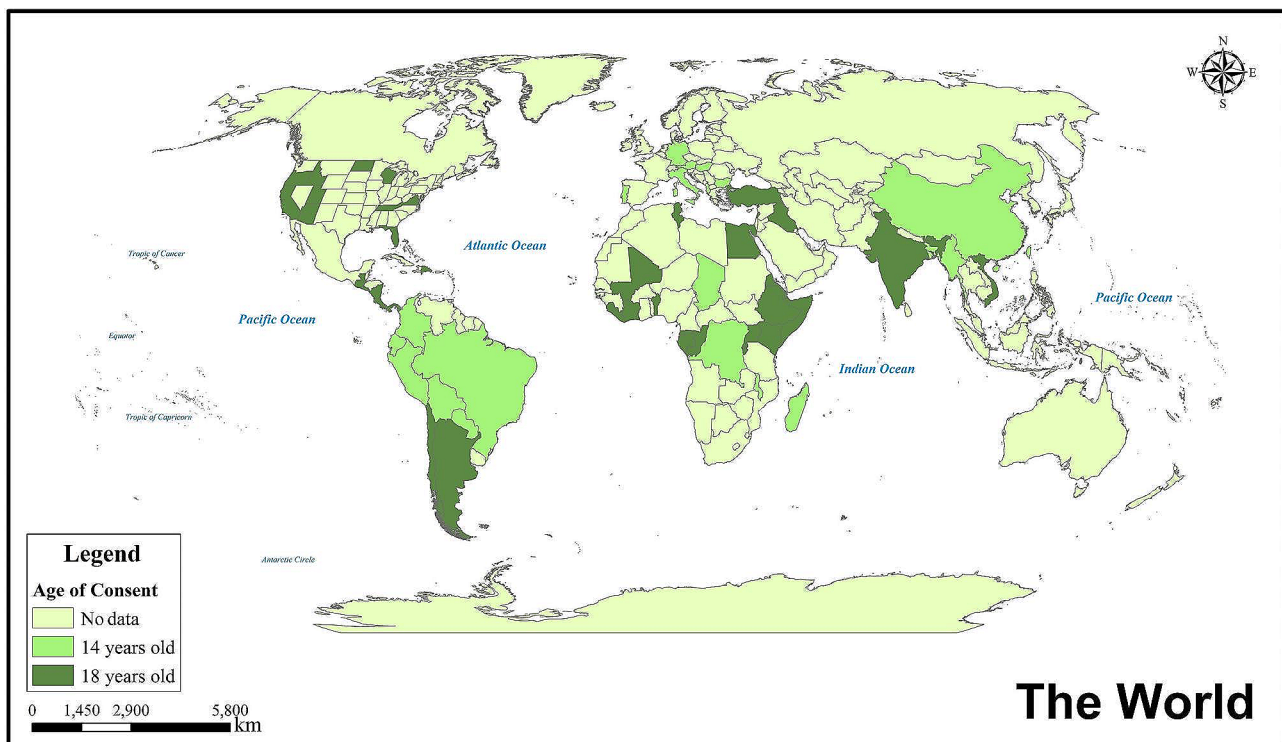 N
W E
S
Atlantic Ocean
Tropic of Cancer
Pacific Ocean
Pacific Ocean
Equator
Indian Ocean
Tropic of Capricorn
Antarctic Circle
Legend
Age of Consent
No data
14 years old
18 years old
The World
0 1,450 2,900 5,800
km